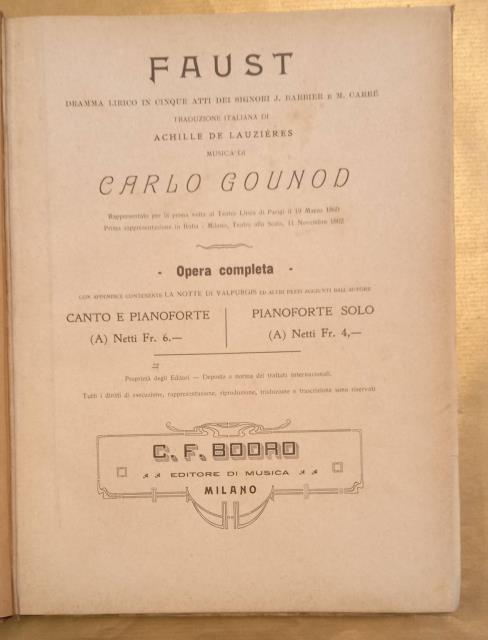 FAUST
DRAMMA LIRICO IN CINQUE ATTI DEI SIGNORI J. BARBIER E M. CARRÉ
TRADUZIONE ITALIANA DI
ACHILLE DE LAUZIÈRES
MUSICA DI
CARLO GOUNOD
Rappresentato per la prima volta al Teatro Lirico di Parigi il 19 Marzo
Prima rappresentazione in Italia : Milano, Teatro alla Scala, 11 Novembre 1862
- Opera completa -
CON APPENDICE CONTENENTE LA NOTTE DI VALPURGIS ED ALTRI PEZZI AGGIUNTI DALL'AUTORE
CANTO E PIANOFORTE
(A) Netti Fr. 6.—
PIANOFORTE SOLO
(A) Netti Fr. 4,—
Proprietà degli Editori — Deposto a norma dei trattati internazionali.
Tutti i diritti di esecuzione, rappresentazione, riproduzione, traduzione e trascrizione sono riservati
C. F. BODRO
EDITORE DI MUSICA
MILANO